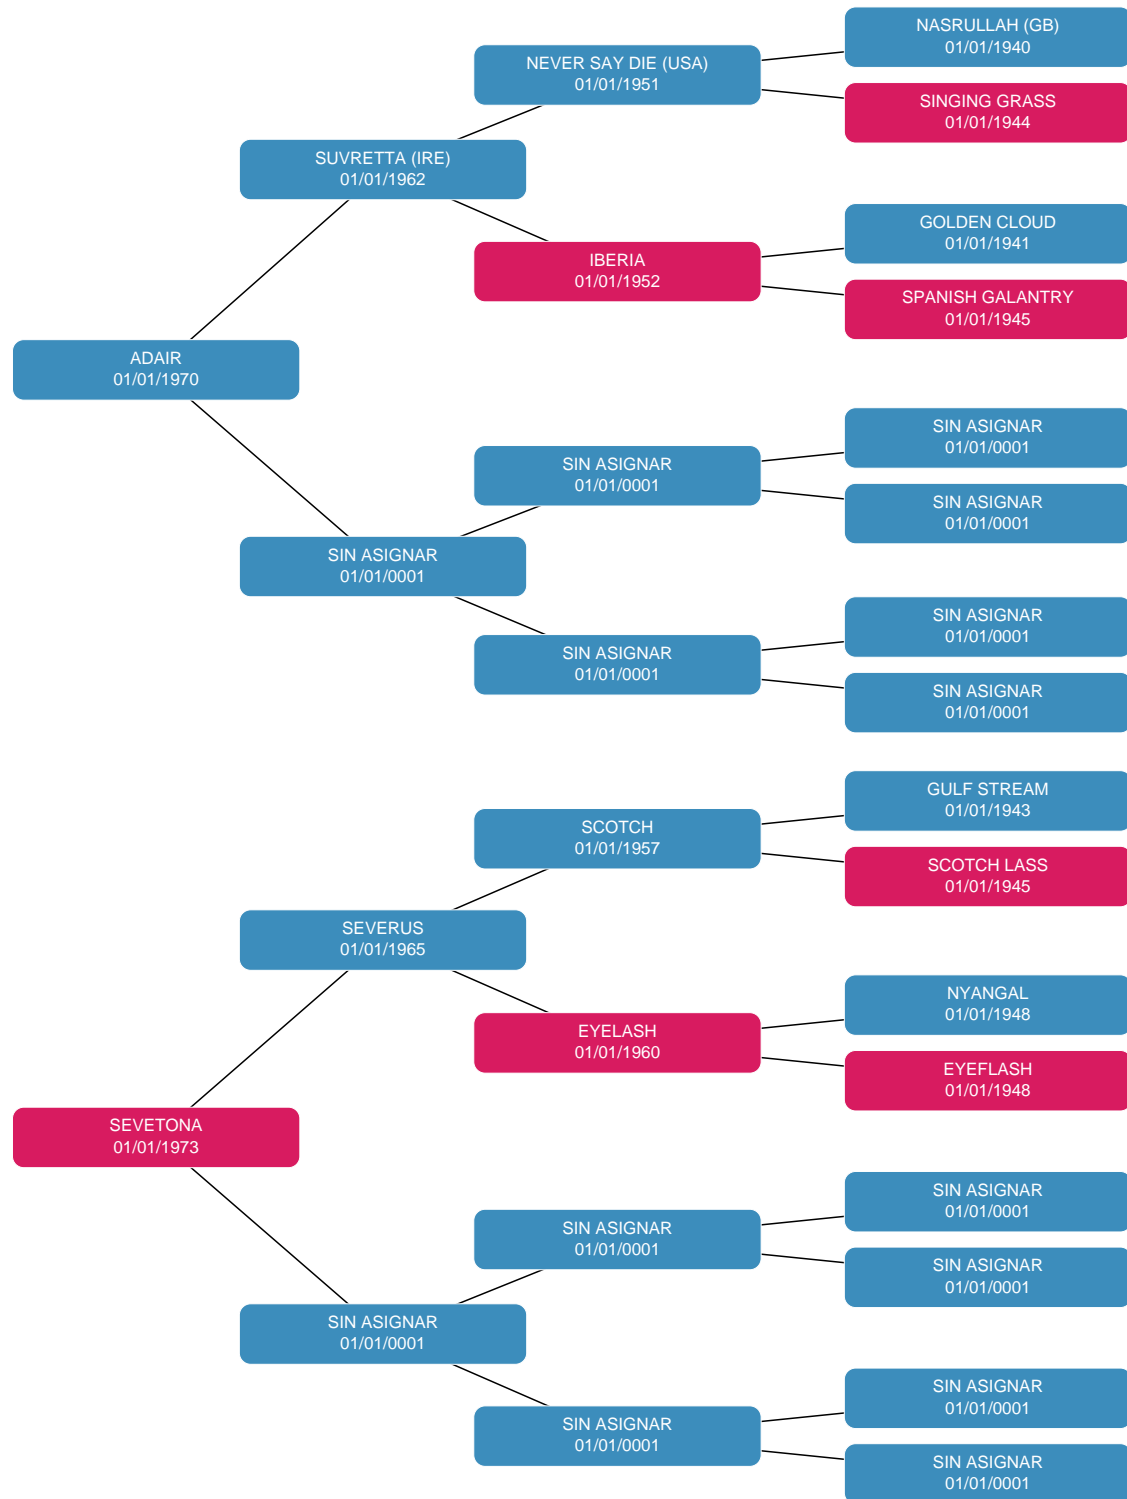 NASRULLAH (GB)
01/01/1940
NEVER SAY DIE (USA)
01/01/1951
SINGING GRASS
01/01/1944
SUVRETTA (IRE)
01/01/1962
GOLDEN CLOUD
01/01/1941
IBERIA
01/01/1952
SPANISH GALANTRY
01/01/1945
ADAIR
01/01/1970
SIN ASIGNAR
01/01/0001
SIN ASIGNAR
01/01/0001
SIN ASIGNAR
01/01/0001
SIN ASIGNAR
01/01/0001
SIN ASIGNAR
01/01/0001
SIN ASIGNAR
01/01/0001
SIN ASIGNAR
01/01/0001
GULF STREAM
01/01/1943
SCOTCH
01/01/1957
SCOTCH LASS
01/01/1945
SEVERUS
01/01/1965
NYANGAL
01/01/1948
EYELASH
01/01/1960
EYEFLASH
01/01/1948
SEVETONA
01/01/1973
SIN ASIGNAR
01/01/0001
SIN ASIGNAR
01/01/0001
SIN ASIGNAR
01/01/0001
SIN ASIGNAR
01/01/0001
SIN ASIGNAR
01/01/0001
SIN ASIGNAR
01/01/0001
SIN ASIGNAR
01/01/0001